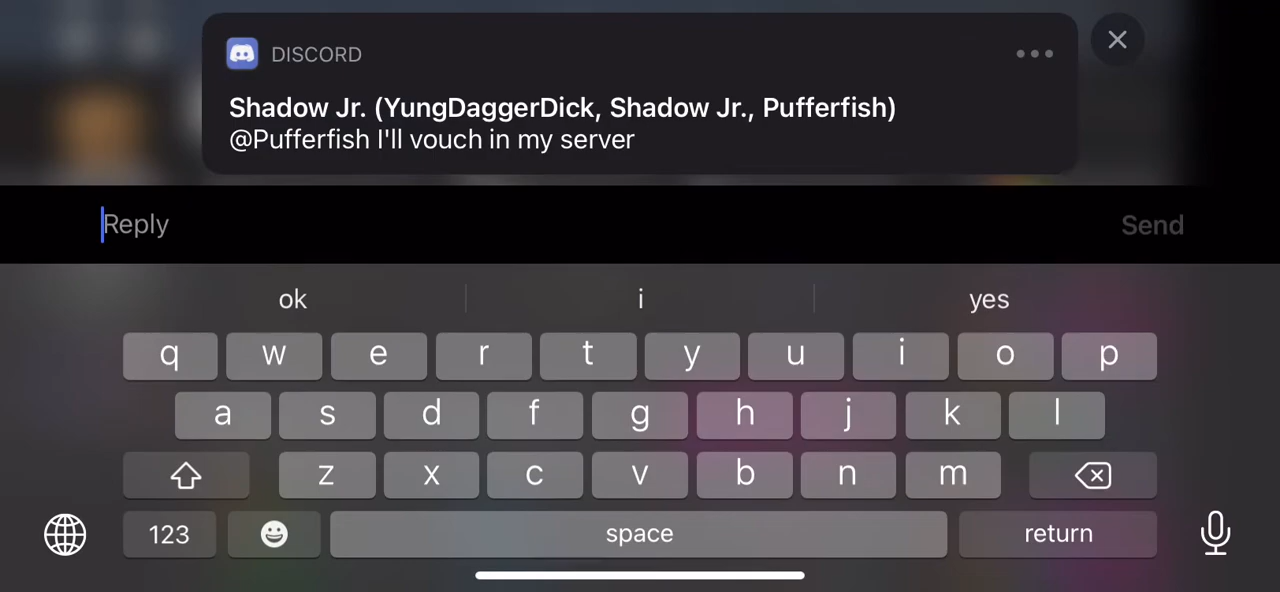 DISCORD
Shadow Jr. (YungDaggerDick, Shadow Jr., Pufferfish)
@Pufferfish I'll vouch in my server
Reply
Send
ok i yes
q w e r t y u i o p
a s d f g h j k l
z x c v b n m
123 space return